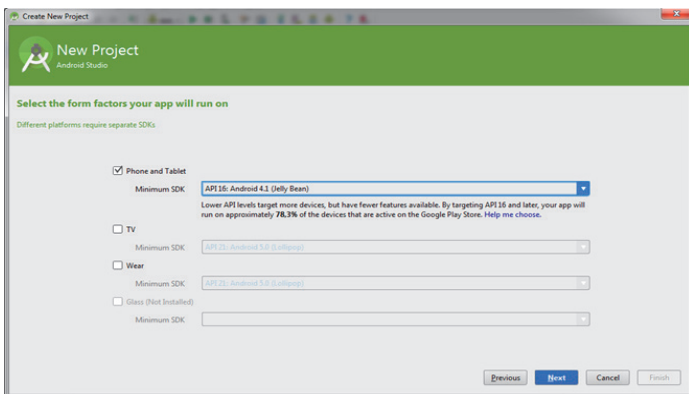 Create New Project
New Project
Android Studio
Select the form factors your app will run on
Different platforms require separate SDKs
Phone and Tablet
Minimum SDK API 16: Android 4.1 (Jelly Bean)
Lower API levels target more devices, but have fewer features available. By targeting API 16 and later, your app will
run on approximately 78,3% of the devices that are active on the Google Play Store. Help me choose.
TV
Minimum SDK API 21: Android 5.0 (Lollipop)
Wear
Minimum SDK API 21: Android 5.0 (Lollipop)
Glass (Not Installed)
Minimum SDK
Previous Next Cancel Finish